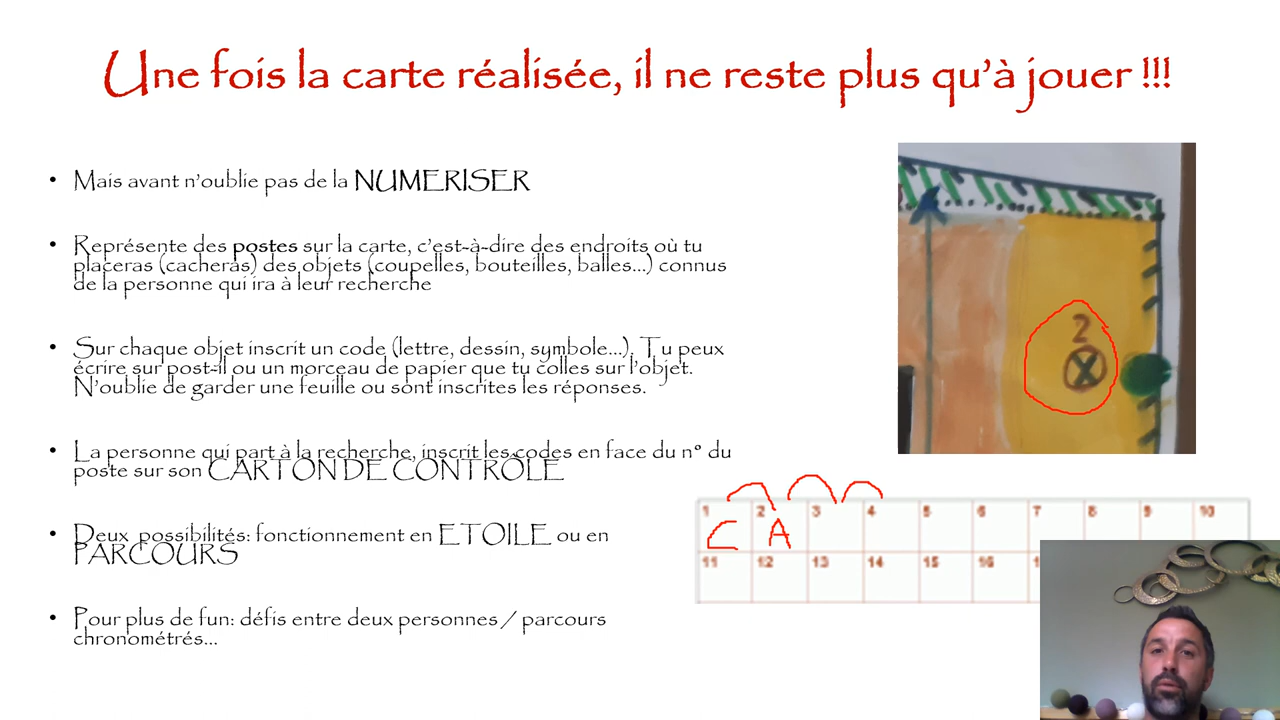 Une fois la carte réalisée, il ne reste plus qu'à jouer !!!
• Mais avant n'oublie pas de la NUMERISER
• Représente des postes sur la carte, c'est-à-dire des endroits où tu
placeras (cacheras) des objets (coupelles, bouteilles, balles...) connus
de la personne qui ira à leur recherche
• Sur chaque objet inscrit un code (lettre, dessin, symbole...). Tu peux
écrire sur post-il ou un morceau de papier que tu colles sur l'objet.
N'oublie de garder une feuille ou sont inscrites les réponses.
• La personne qui part à la recherche, inscrit les codes en face du n° du
poste sur son CARTON DE CONTRÔLE
• Deux possibilités: fonctionnement en ETOILE ou en
PARCOURS
• Pour plus de fun: défis entre deux personnes / parcours
chronométrés...
2
1 2 3 4 5 6 7 8 9 10
C A
11 12 13 14 15 16